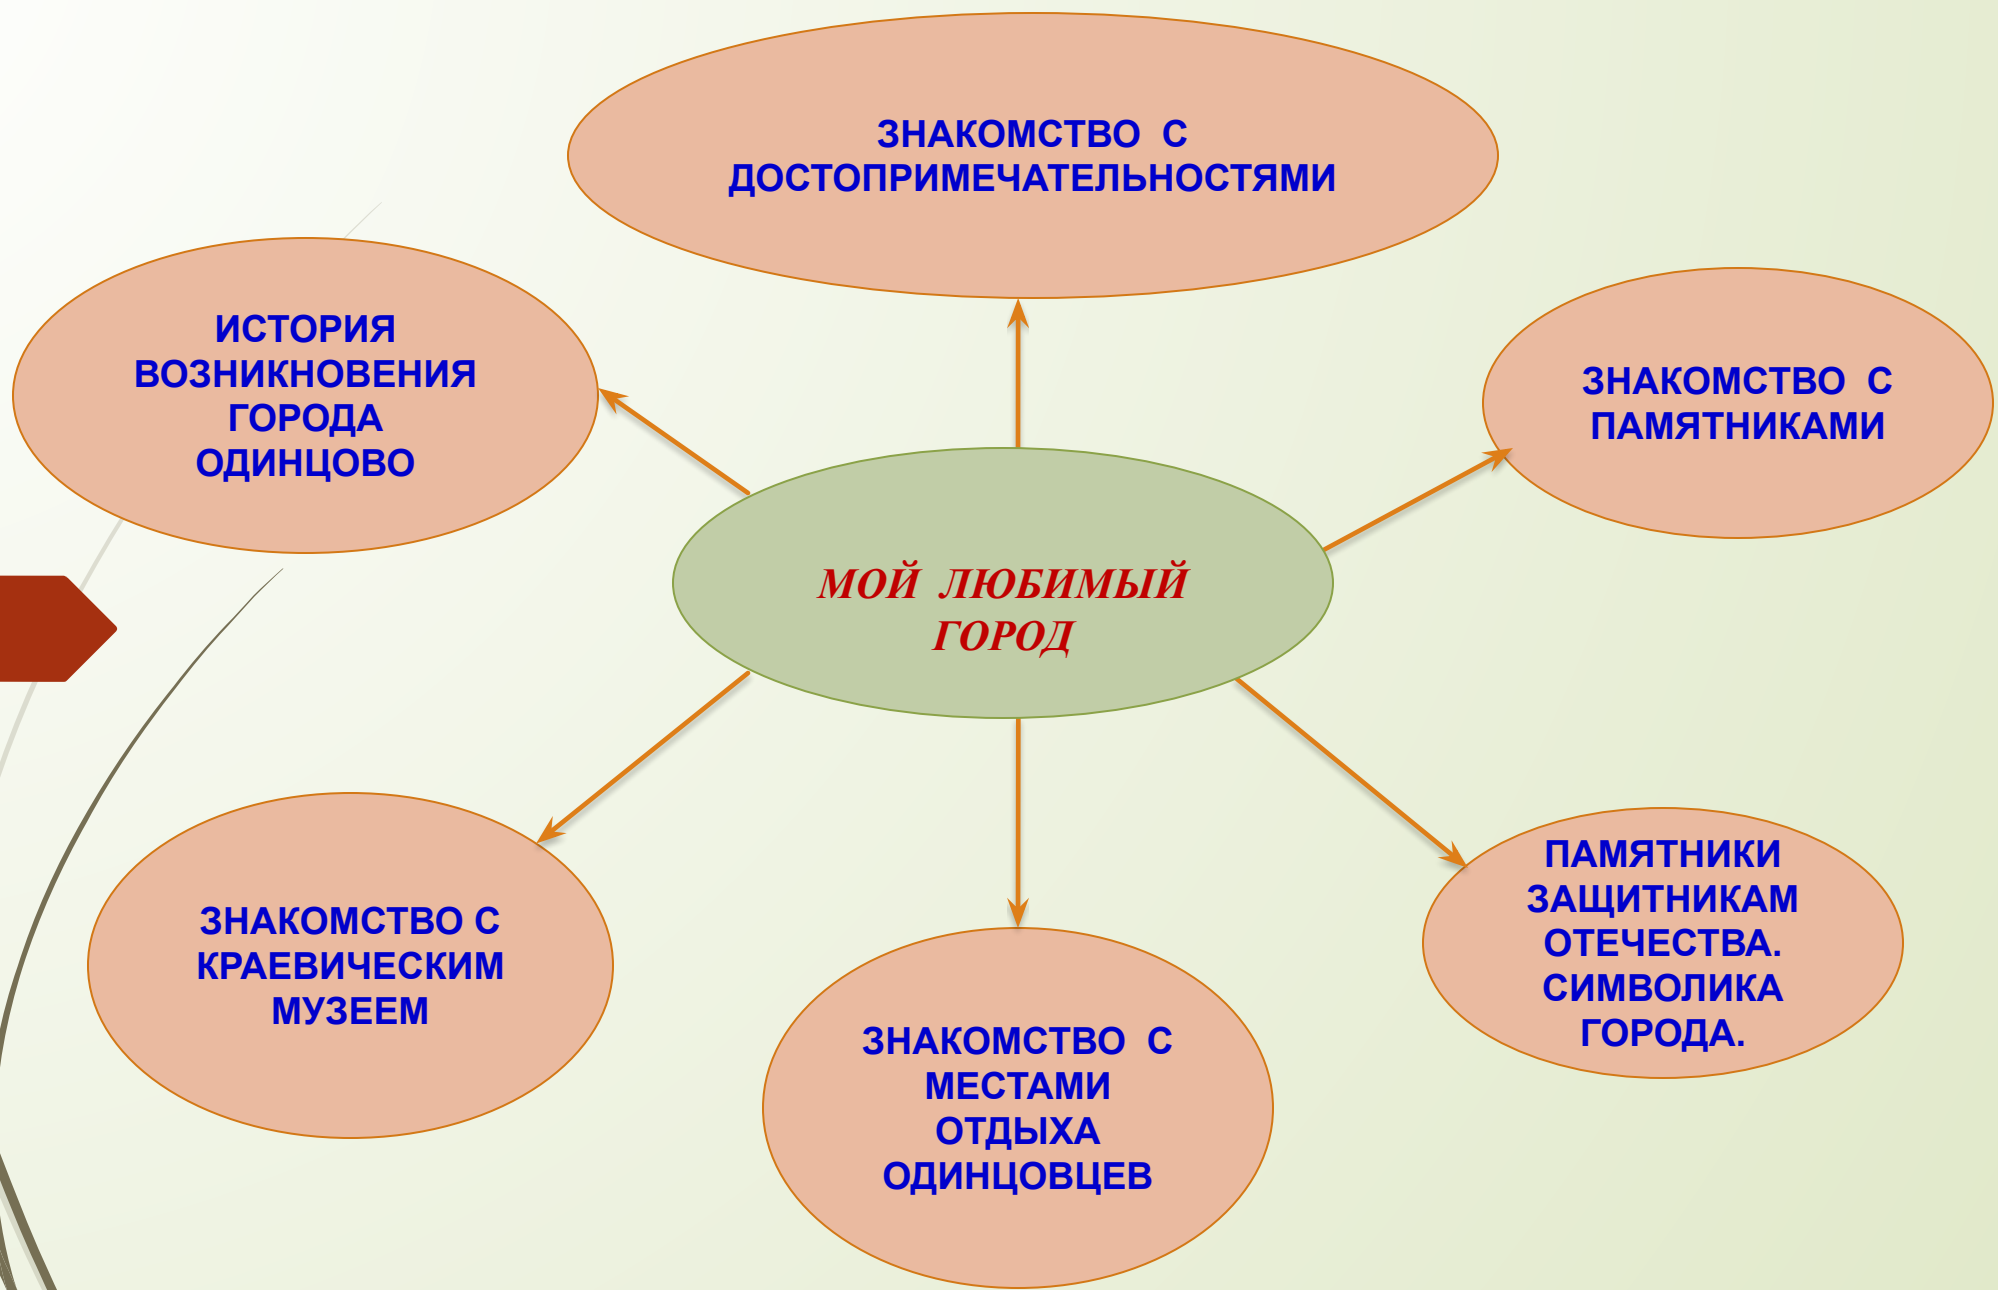 ЗНАКОМСТВО С
ДОСТОПРИМЕЧАТЕЛЬНОСТЯМИ
ИСТОРИЯ
ВОЗНИКНОВЕНИЯ
ГОРОДА
ОДИНЦОВО
ЗНАКОМСТВО С
ПАМЯТНИКАМИ
МОЙ ЛЮБИМЫЙ
ГОРОД
ЗНАКОМСТВО С
КРАЕВИЧЕСКИМ
МУЗЕЕМ
ЗНАКОМСТВО С
МЕСТАМИ
ОТДЫХА
ОДИНЦОВЦЕВ
ПАМЯТНИКИ
ЗАЩИТНИКАМ
ОТЕЧЕСТВА.
СИМВОЛИКА
ГОРОДА.